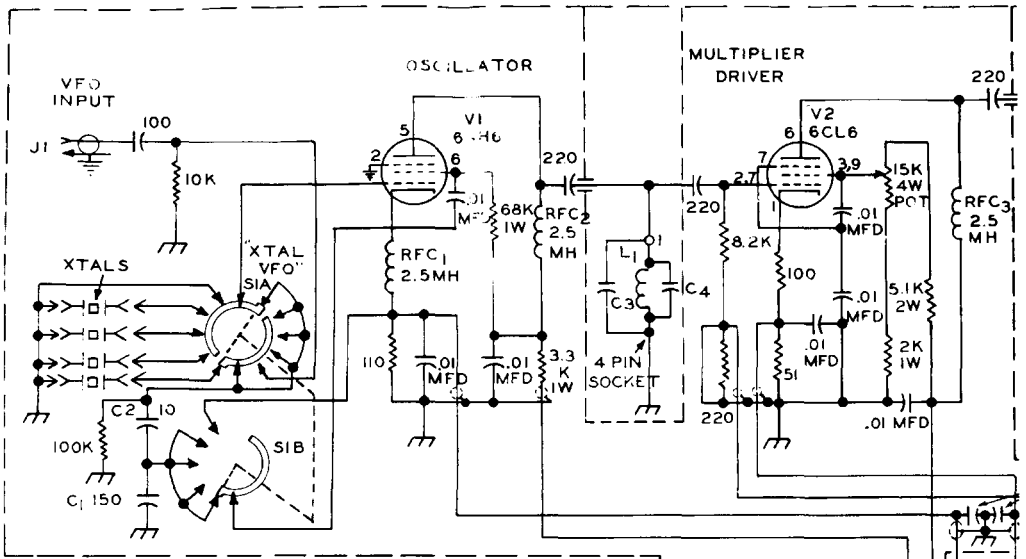 VFO
INPUT
J1
100
10K
OSCILLATOR
V1
5
2
6
.01
MFD
68K
1W
220
RFC2
2.5
MH
RFC1
2.5MH
110
.01
MFD
.01
MFD
3.3
K
1W
XTALS
"XTAL
VFO"
S1A
C2
10
100K
C1 150
S1B
L1
1
C3
C4
4 PIN
SOCKET
MULTIPLIER
DRIVER
V2
6CL6
6
7
2,7
3,9
1
220
8.2K
220
100
51
.01
MFD
.01
MFD
.01
MFD
15K
4W
POT
5.1K
2W
2K
1W
.01 MFD
220
RFC3
2.5
MH